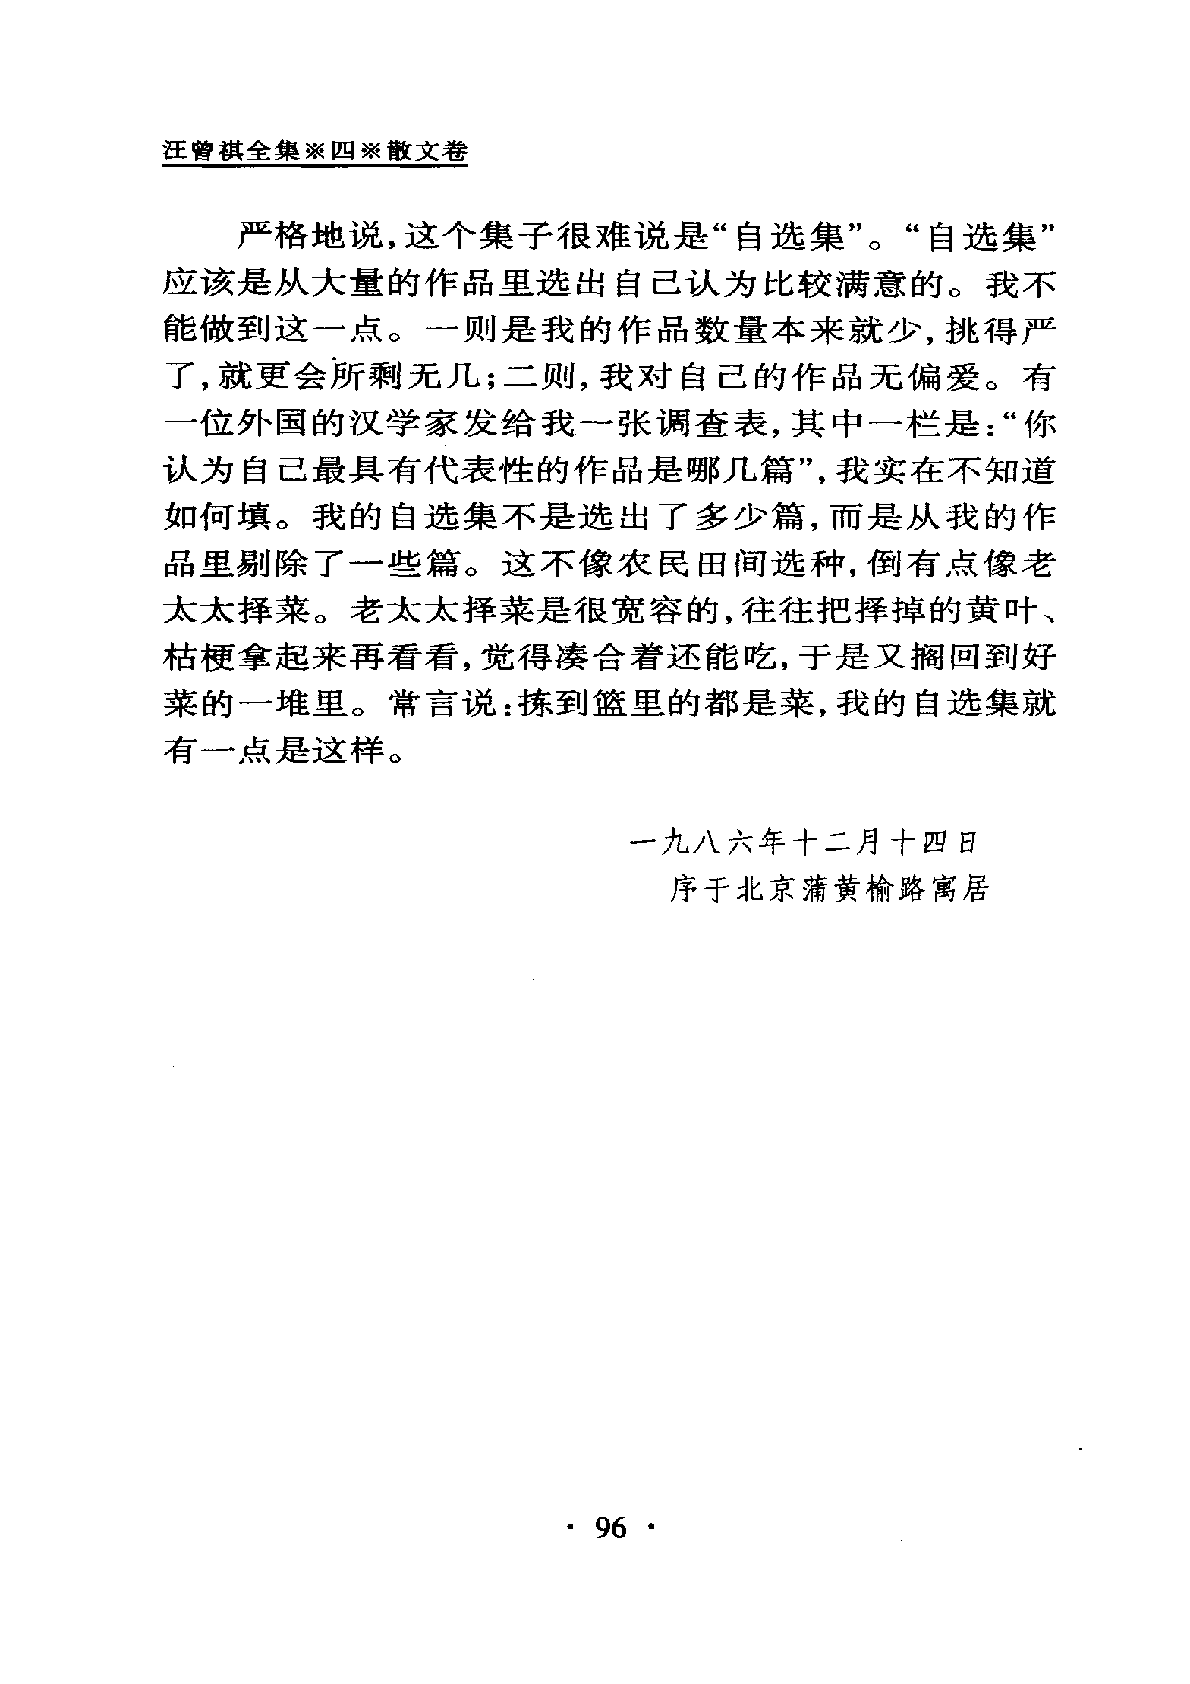 汪曾祺全集※四※散文卷
严格地说,这个集子很难说是“自选集”。“自选集”
应该是从大量的作品里选出自己认为比较满意的。我不
能做到这一点。一则是我的作品数量本来就少,挑得严
了,就更会所剩无几;二则,我对自己的作品无偏爱。有
一位外国的汉学家发给我一张调查表,其中一栏是:“你
认为自己最具有代表性的作品是哪几篇”,我实在不知道
如何填。我的自选集不是选出了多少篇,而是从我的作
品里剔除了一些篇。这不像农民田间选种,倒有点像老
太太择菜。老太太择菜是很宽容的,往往把择掉的黄叶、
枯梗拿起来再看看,觉得凑合着还能吃,于是又搁回到好
菜的一堆里。常言说:拣到篮里的都是菜,我的自选集就
有一点是这样。
一九八六年十二月十四日
序于北京蒲黄榆路寓居
· 96 ·